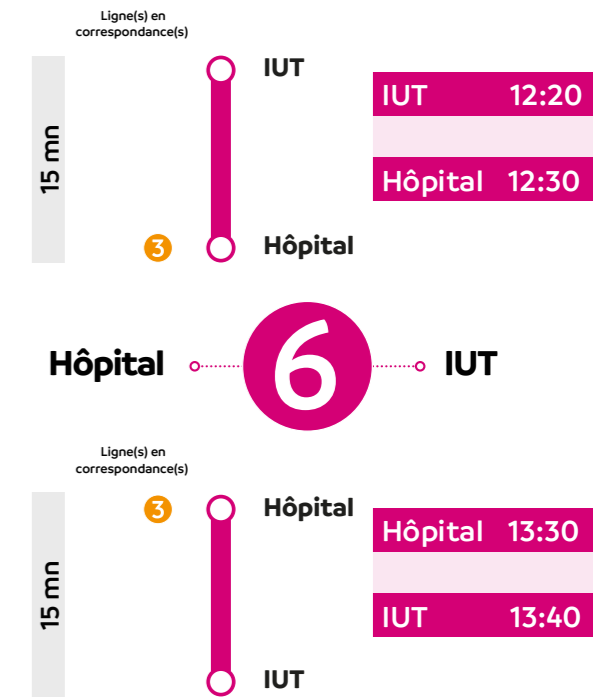 Ligne(s) en
correspondance(s)
15 mn
IUT
3 Hôpital
IUT 12:20
Hôpital 12:30
Hôpital 6 IUT
Ligne(s) en
correspondance(s)
15 mn
3 Hôpital
IUT
Hôpital 13:30
IUT 13:40